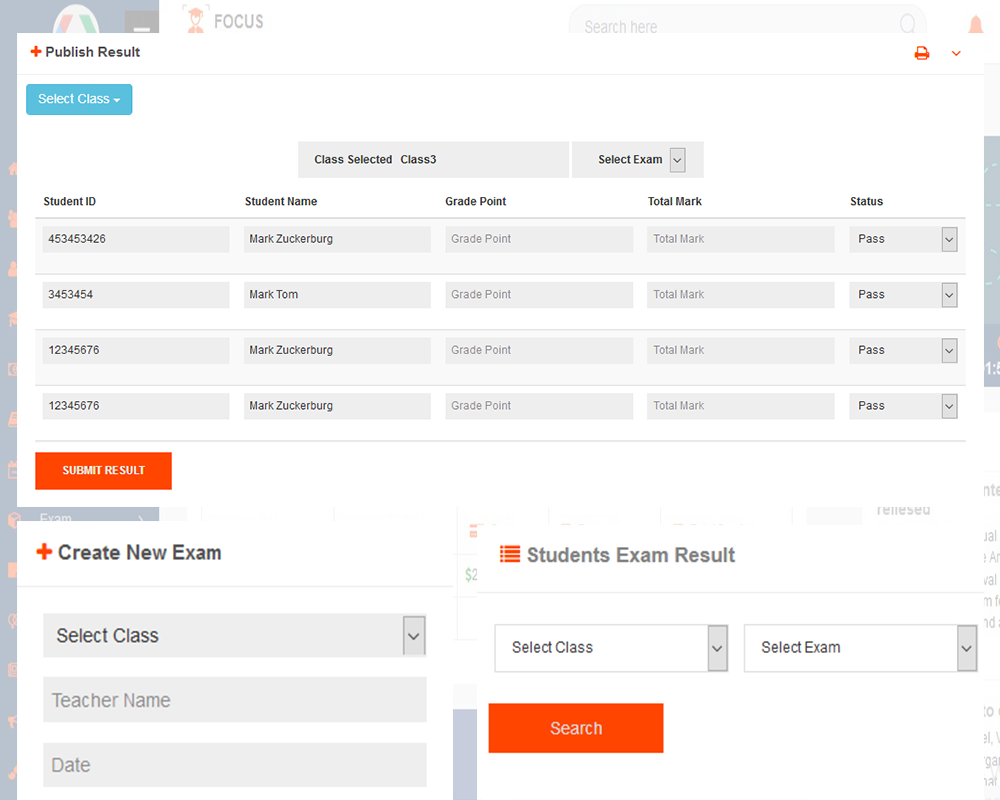 FOCUS
Search here
Publish Result
Select Class
Class Selected Class3 Select Exam
Student ID Student Name Grade Point Total Mark Status
453453426 Mark Zuckerburg Grade Point Total Mark Pass
3453454 Mark Tom Grade Point Total Mark Pass
12345676 Mark Zuckerburg Grade Point Total Mark Pass
12345676 Mark Zuckerburg Grade Point Total Mark Pass
SUBMIT RESULT
Exam
Create New Exam
Select Class
Teacher Name
Date
Students Exam Result
Select Class Select Exam
Search